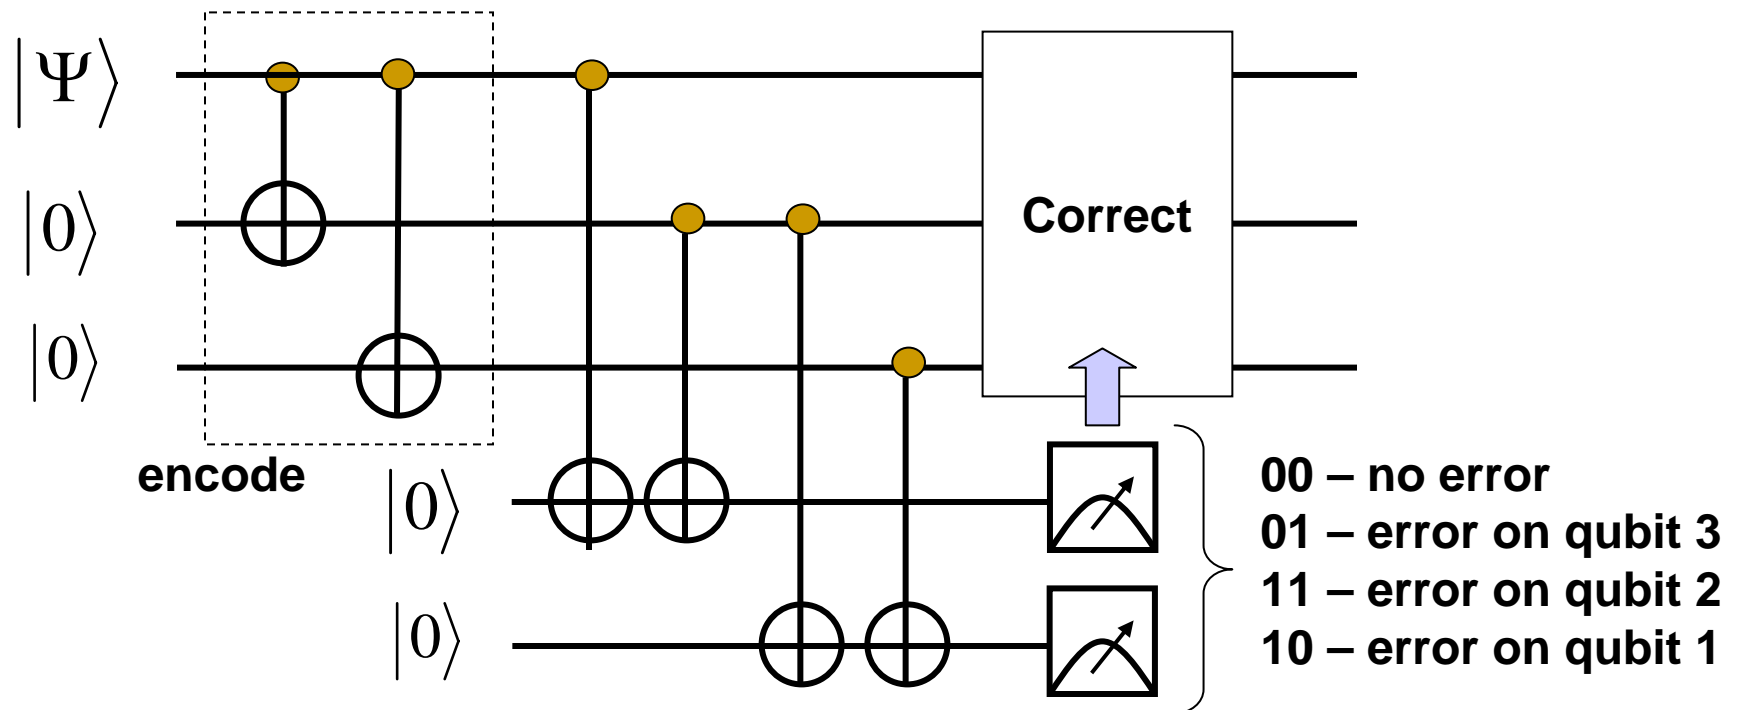 |Ψ⟩
|0⟩
|0⟩
Correct
encode
|0⟩
|0⟩
00 – no error
01 – error on qubit 3
11 – error on qubit 2
10 – error on qubit 1